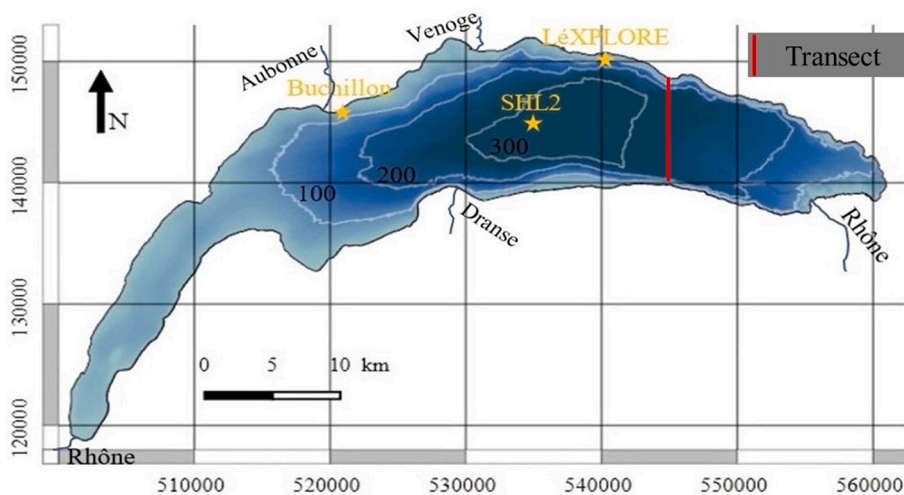 Venoge
LéXPLORE
Transect
Aubonne
Buchillon
SHL2
300
200
100
Dranse
Rhône
N
0 5 10 km
Rhône
150000
140000
130000
120000
510000 520000 530000 540000 550000 560000